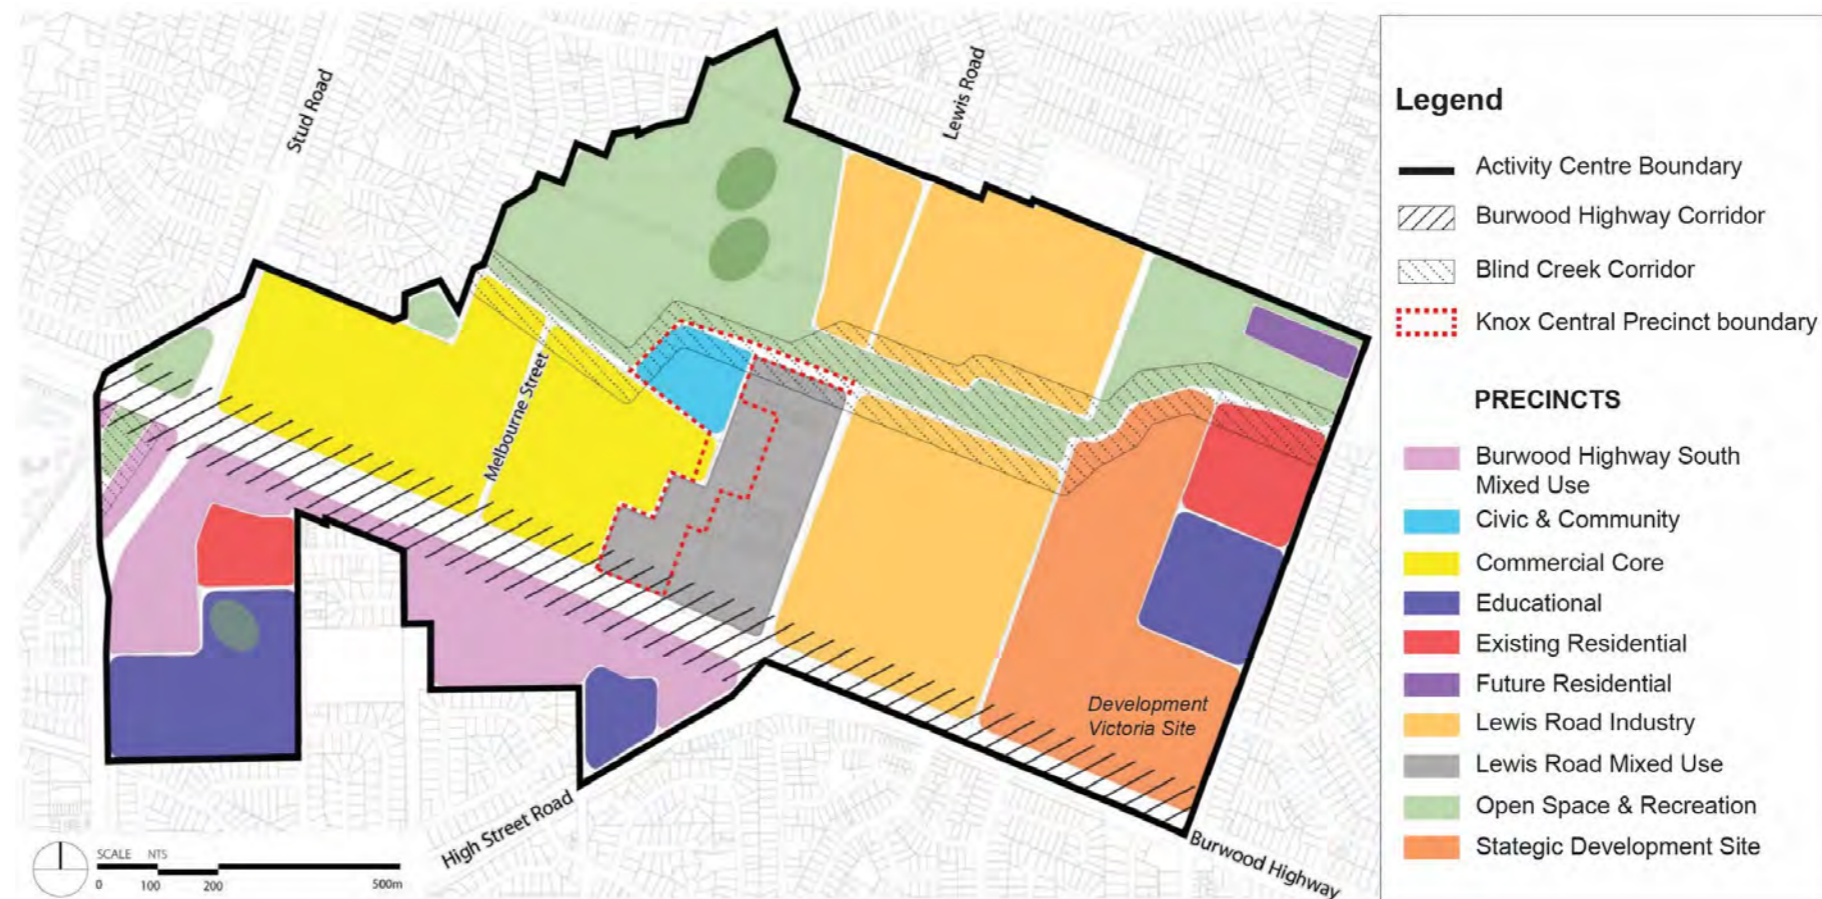 Stud Road
Lewis Road
Melbourne Street
Development
Victoria Site
High Street Road
Burwood Highway
SCALE NTS
0 100 200 500m
Legend
Activity Centre Boundary
Burwood Highway Corridor
Blind Creek Corridor
Knox Central Precinct boundary
PRECINCTS
Burwood Highway South
Mixed Use
Civic & Community
Commercial Core
Educational
Existing Residential
Future Residential
Lewis Road Industry
Lewis Road Mixed Use
Open Space & Recreation
Stategic Development Site